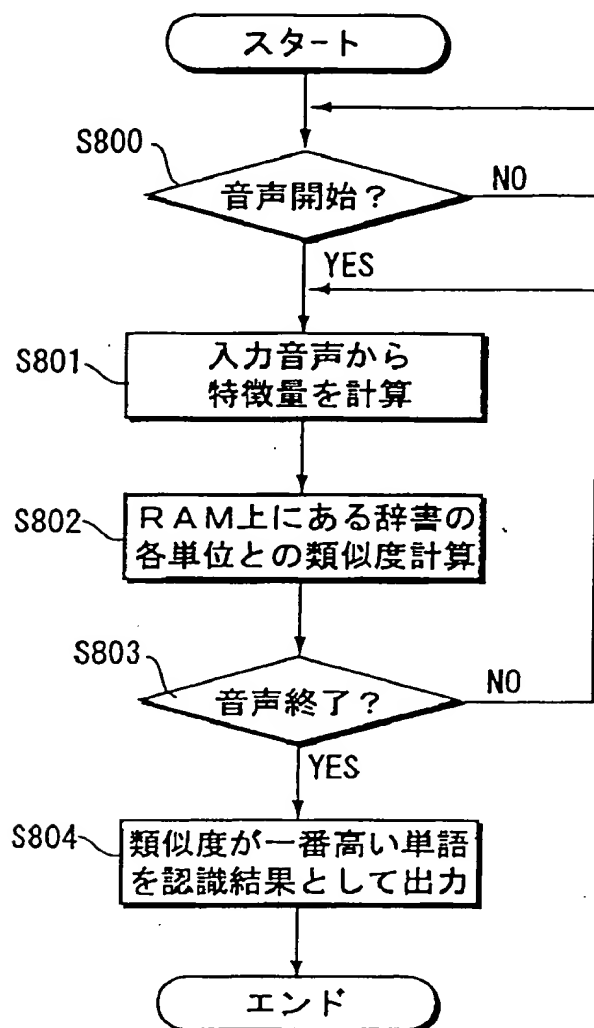 スタート
S800
音声開始?
NO
YES
S801
入力音声から
特徴量を計算
S802
RAM上にある辞書の
各単位との類似度計算
S803
音声終了?
NO
YES
S804
類似度が一番高い単語
を認識結果として出力
エンド